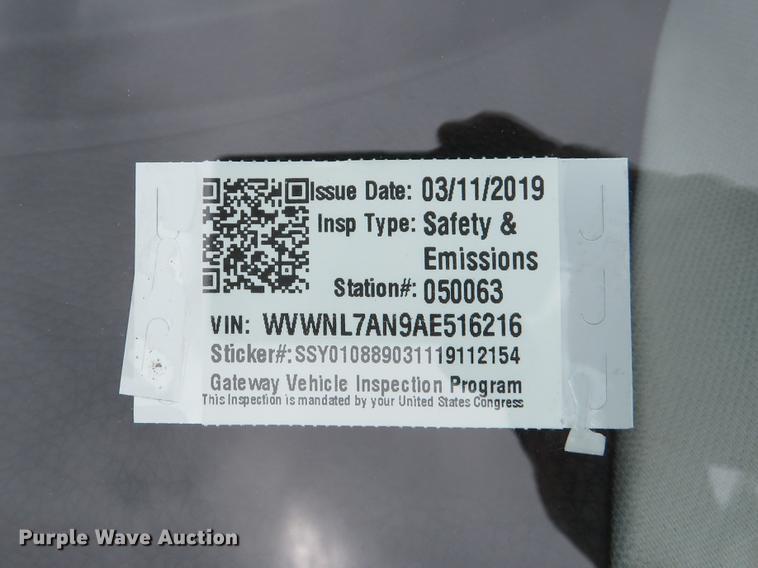 Issue Date: 03/11/2019
Insp Type: Safety &
Emissions
Station#: 050063
VIN: WVWNL7AN9AE516216
Sticker#:SSY010889031119112154
Gateway Vehicle Inspection Program
This Inspection is mandated by your United States Congress
Purple Wave Auction